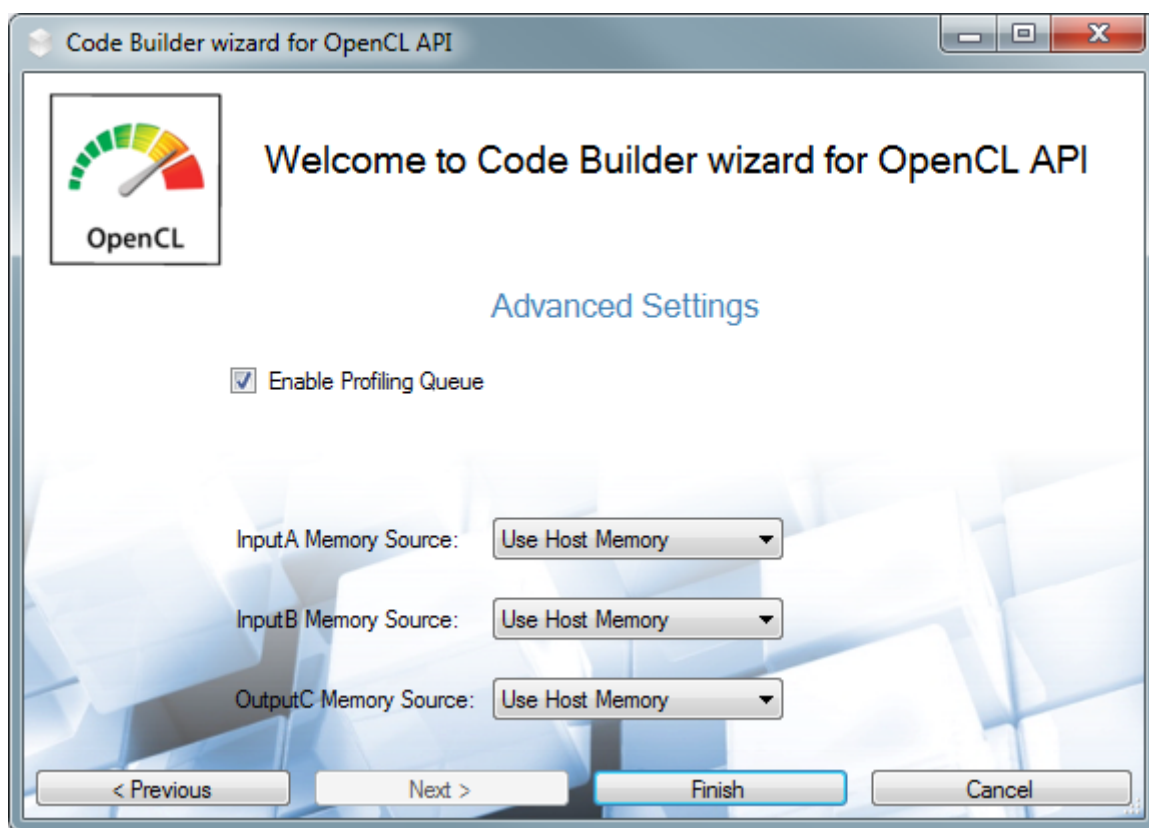 Code Builder wizard for OpenCL API
OpenCL
Welcome to Code Builder wizard for OpenCL API
Advanced Settings
Enable Profiling Queue
InputA Memory Source: Use Host Memory
InputB Memory Source: Use Host Memory
OutputC Memory Source: Use Host Memory
< Previous Next > Finish Cancel